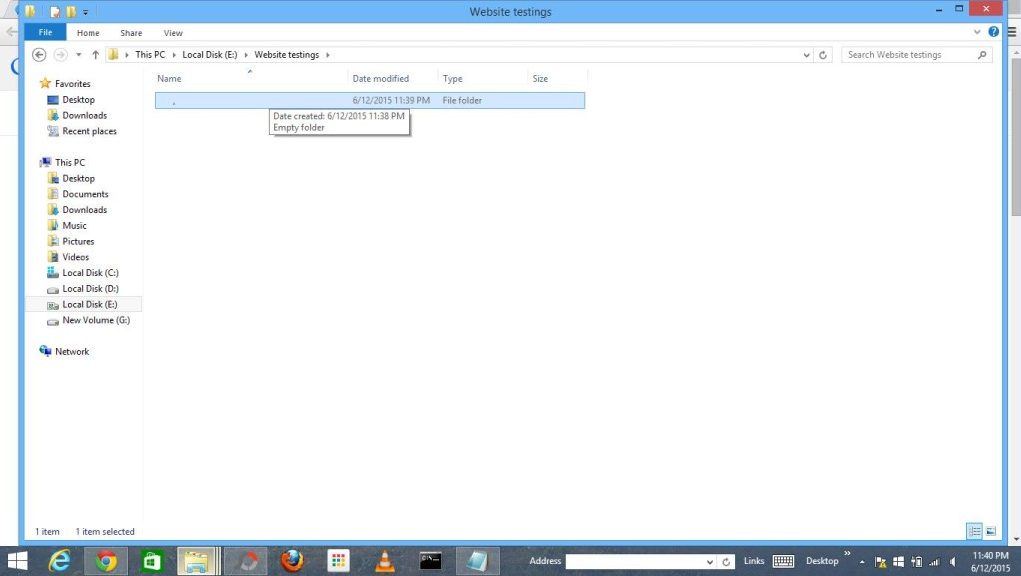 Website testings
File Home Share View
This PC Local Disk (E:) Website testings
Search Website testings
Name Date modified Type Size
, 6/12/2015 11:39 PM File folder
Date created: 6/12/2015 11:38 PM
Empty folder
Favorites
Desktop
Downloads
Recent places
This PC
Desktop
Documents
Downloads
Music
Pictures
Videos
Local Disk (C:)
Local Disk (D:)
Local Disk (E:)
New Volume (G:)
Network
1 item 1 item selected
Address Links Desktop
11:40 PM
6/12/2015